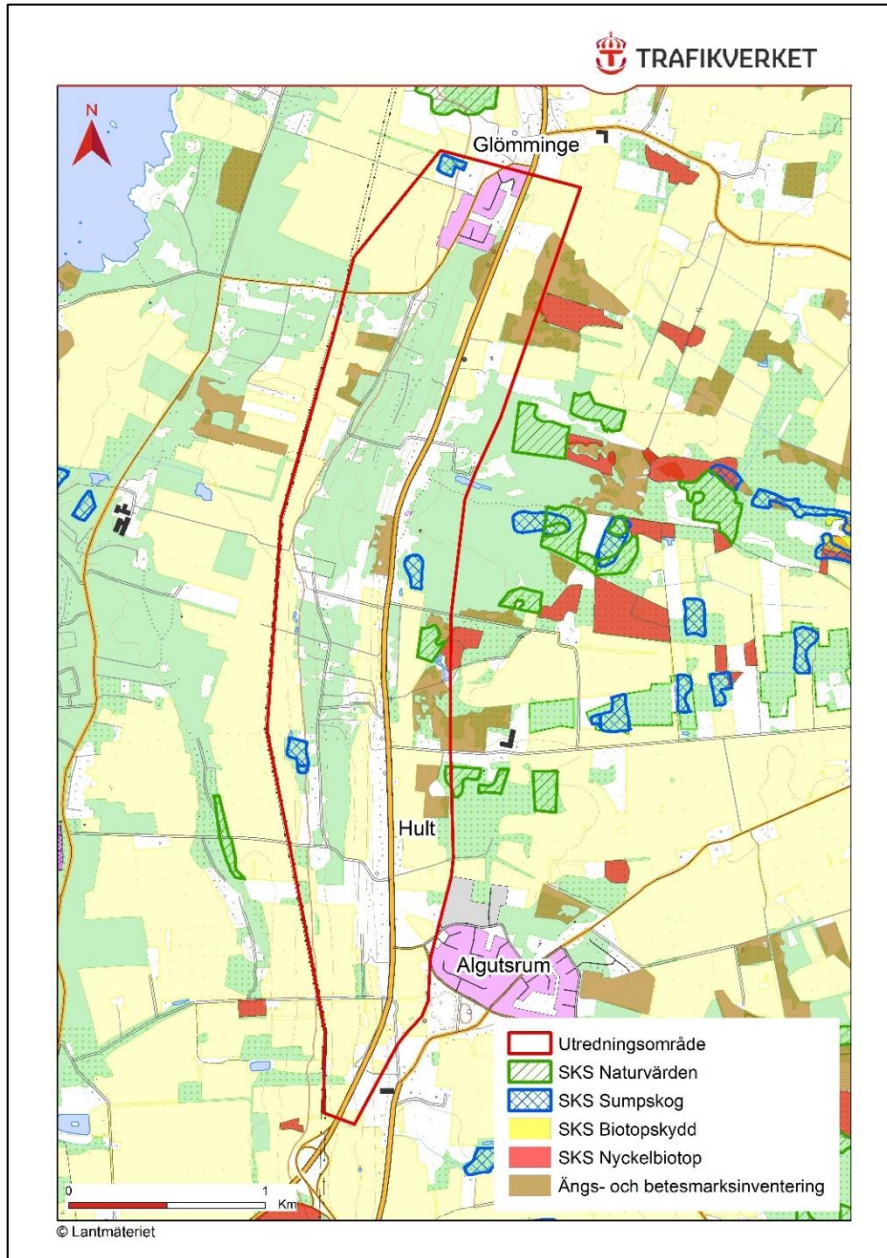 TRAFIKVERKET
N
Glömminge
Hult
Algutsrum
Utredningsområde
SKS Naturvärden
SKS Sumpskog
SKS Biotopskydd
SKS Nyckelbiotop
Ängs- och betesmarksinventering
0 1
Km
© Lantmäteriet